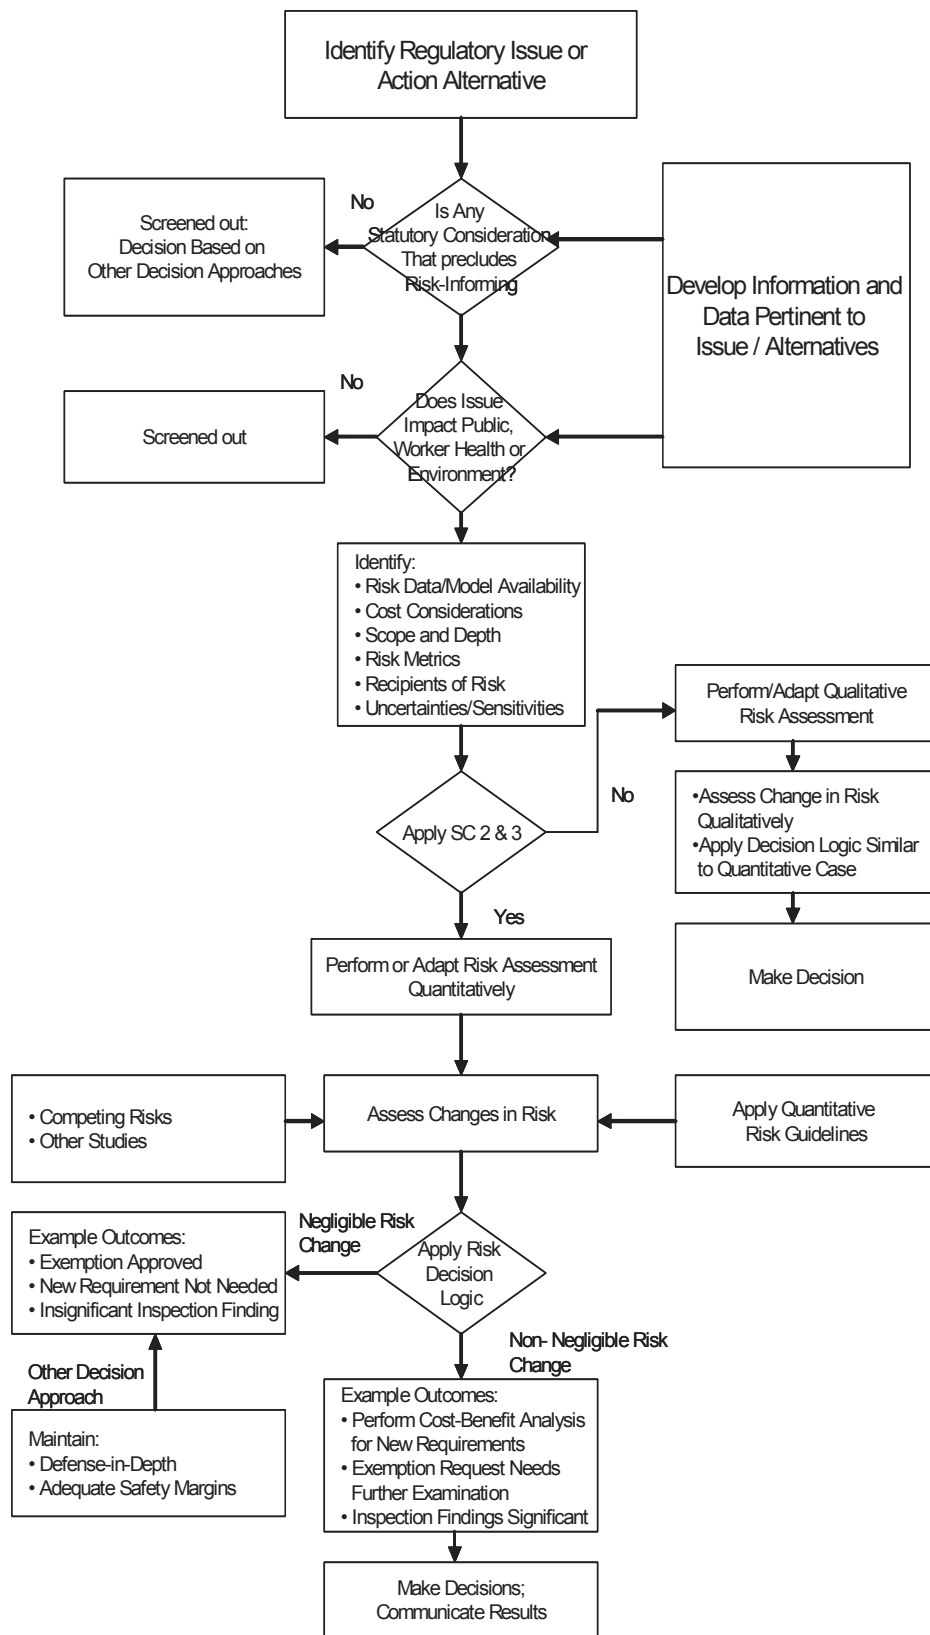 Identify Regulatory Issue or
Action Alternative
No
Screened out:
Decision Based on
Other Decision Approaches
Is Any
Statutory Consideration
That precludes
Risk-Informing
Develop Information and
Data Pertinent to
Issue / Alternatives
No
Screened out
Does Issue
Impact Public,
Worker Health or
Environment?
Identify:
• Risk Data/Model Availability
• Cost Considerations
• Scope and Depth
• Risk Metrics
• Recipients of Risk
• Uncertainties/Sensitivities
Perform/Adapt Qualitative
Risk Assessment
No
Apply SC 2 & 3
•Assess Change in Risk
Qualitatively
•Apply Decision Logic Similar
to Quantitative Case
Yes
Perform or Adapt Risk Assessment
Quantitatively
Make Decision
• Competing Risks
• Other Studies
Assess Changes in Risk
Apply Quantitative
Risk Guidelines
Negligible Risk
Change
Example Outcomes:
• Exemption Approved
• New Requirement Not Needed
• Insignificant Inspection Finding
Apply Risk
Decision
Logic
Non- Negligible Risk
Change
Other Decision
Approach
Maintain:
• Defense-in-Depth
• Adequate Safety Margins
Example Outcomes:
• Perform Cost-Benefit Analysis
for New Requirements
• Exemption Request Needs
Further Examination
• Inspection Findings Significant
Make Decisions;
Communicate Results